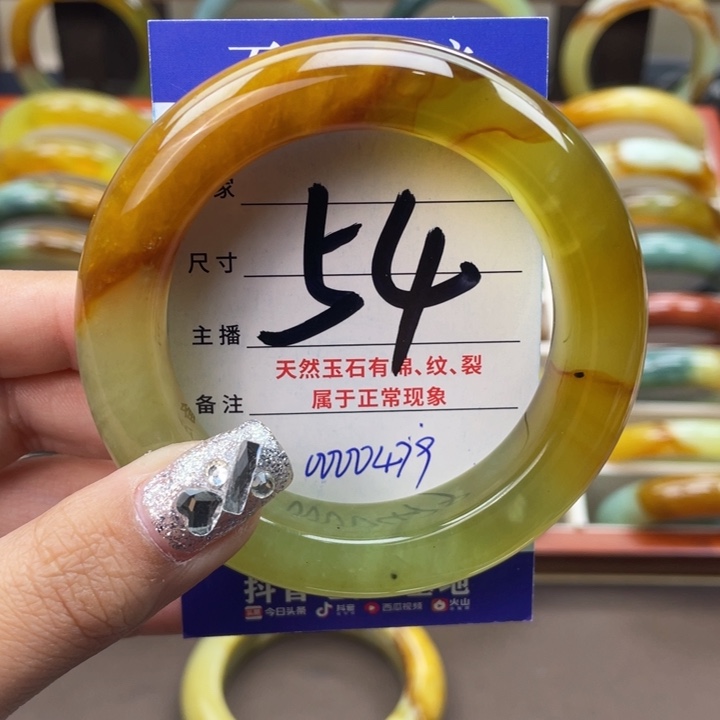 家
尺寸
54
主播
天然玉石有棉、纹、裂
属于正常现象
备注
0000479
今日头条 抖音 西瓜视频 火山